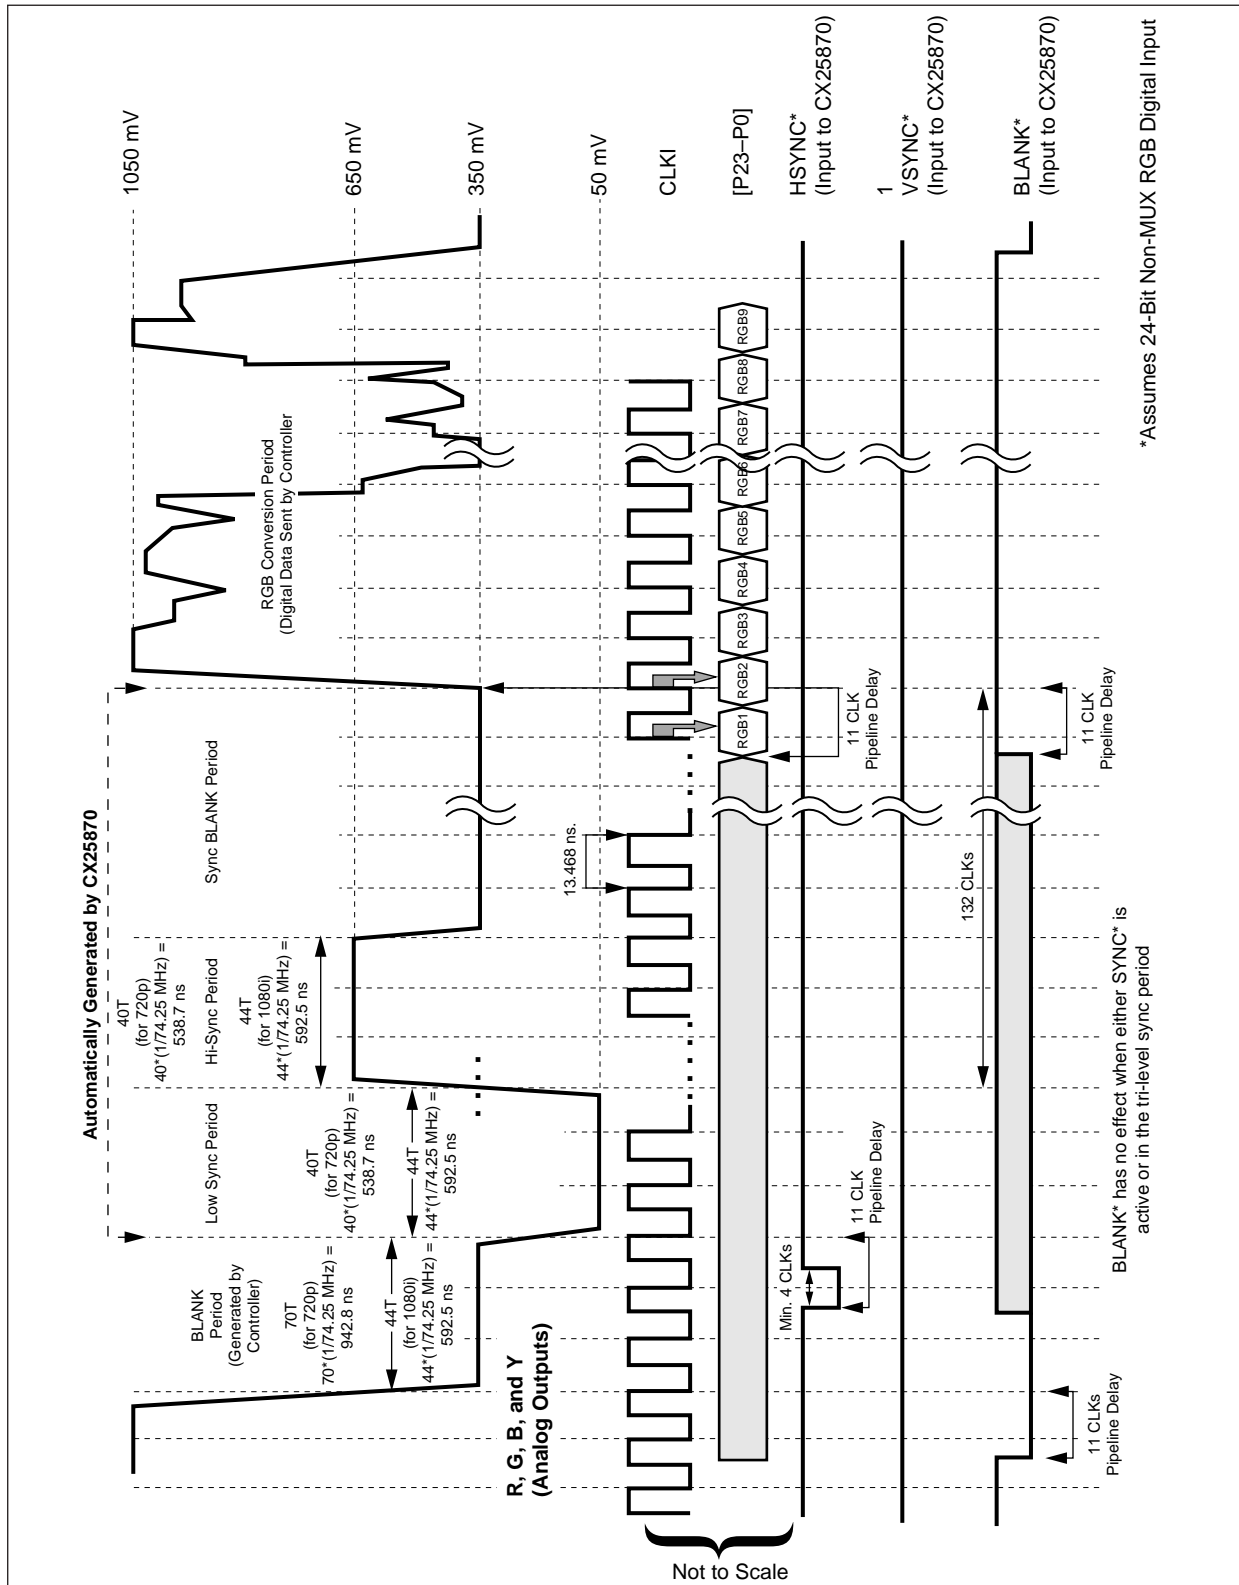 Automatically Generated by CX25870
BLANK
Period
(Generated by
Controller)
70T
(for 720p)
70*(1/74.25 MHz) =
942.8 ns
44T
(for 1080i)
44*(1/74.25 MHz) =
592.5 ns
Low Sync Period
40T
(for 720p)
40*(1/74.25 MHz) =
538.7 ns
44T
44*(1/74.25 MHz) =
592.5 ns
40T
(for 720p)
40*(1/74.25 MHz) =
538.7 ns
Hi-Sync Period
44T
(for 1080i)
44*(1/74.25 MHz) =
592.5 ns
Sync BLANK Period
RGB Conversion Period
(Digital Data Sent by Controller
1050 mV
650 mV
350 mV
50 mV
R, G, B, and Y
(Analog Outputs)
13.468 ns.
CLKI
RGB1
RGB2
RGB3
RGB4
RGB5
RGB6
RGB7
RGB8
RGB9
[P23–P0]
11 CLK
Pipeline Delay
Min. 4 CLKs
11 CLK
Pipeline Delay
HSYNC*
(Input to CX25870)
1
VSYNC*
(Input to CX25870)
132 CLKs
11 CLK
Pipeline Delay
BLANK*
(Input to CX25870)
11 CLKs
Pipeline Delay
Not to Scale
BLANK* has no effect when either SYNC* is
active or in the tri-level sync period
*Assumes 24-Bit Non-MUX RGB Digital Input